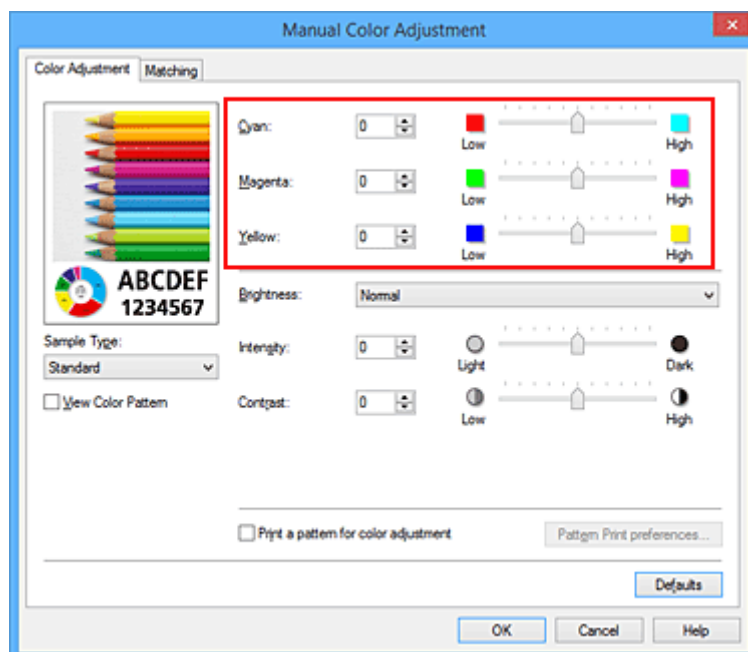 Manual Color Adjustment
Color Adjustment Matching
Cyan: 0 Low High
Magenta: 0 Low High
Yellow: 0 Low High
ABCDEF
1234567
Brightness: Normal
Sample Type:
Standard
Intensity: 0 Light Dark
View Color Pattern
Contrast: 0 Low High
Print a pattern for color adjustment Pattern Print preferences...
Defaults
OK Cancel Help